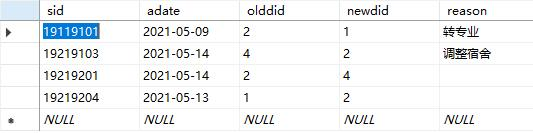 sid adate olddid newdid reason
19119101 2021-05-09 2 1 转专业
19219103 2021-05-14 4 2 调整宿舍
19219201 2021-05-14 2 4
19219204 2021-05-13 1 2
NULL NULL NULL NULL NULL